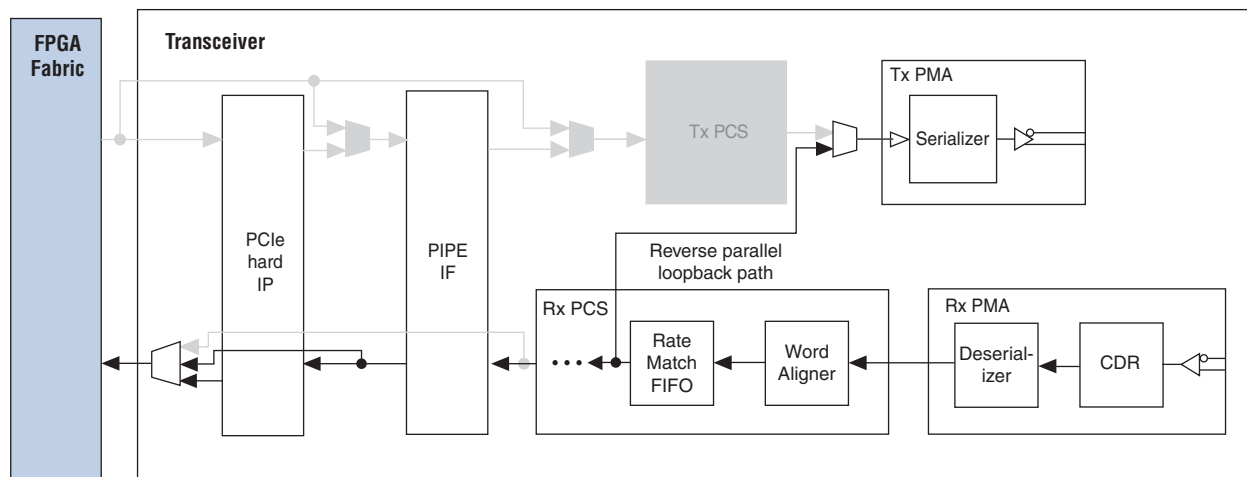 FPGA
Fabric
Transceiver
Tx PMA
Tx PCS
Serializer
PCIe
hard
IP
PIPE
IF
Reverse parallel
loopback path
Rx PCS
Rate
Match
FIFO
Word
Aligner
Rx PMA
Deserial-
izer
CDR